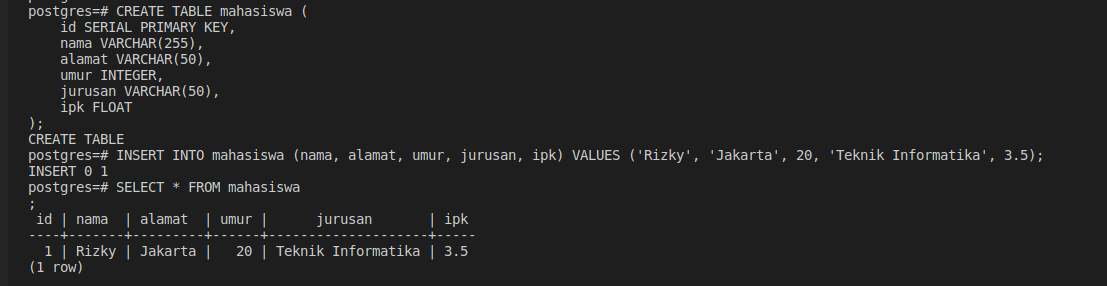 postgres=# CREATE TABLE mahasiswa (
    id SERIAL PRIMARY KEY,
    nama VARCHAR(255),
    alamat VARCHAR(50),
    umur INTEGER,
    jurusan VARCHAR(50),
    ipk FLOAT
);
CREATE TABLE
postgres=# INSERT INTO mahasiswa (nama, alamat, umur, jurusan, ipk) VALUES ('Rizky', 'Jakarta', 20, 'Teknik Informatika', 3.5);
INSERT 0 1
postgres=# SELECT * FROM mahasiswa
;
 id | nama  | alamat  | umur |      jurusan       | ipk
----+-------+---------+------+--------------------+-----
  1 | Rizky | Jakarta |   20 | Teknik Informatika | 3.5
(1 row)